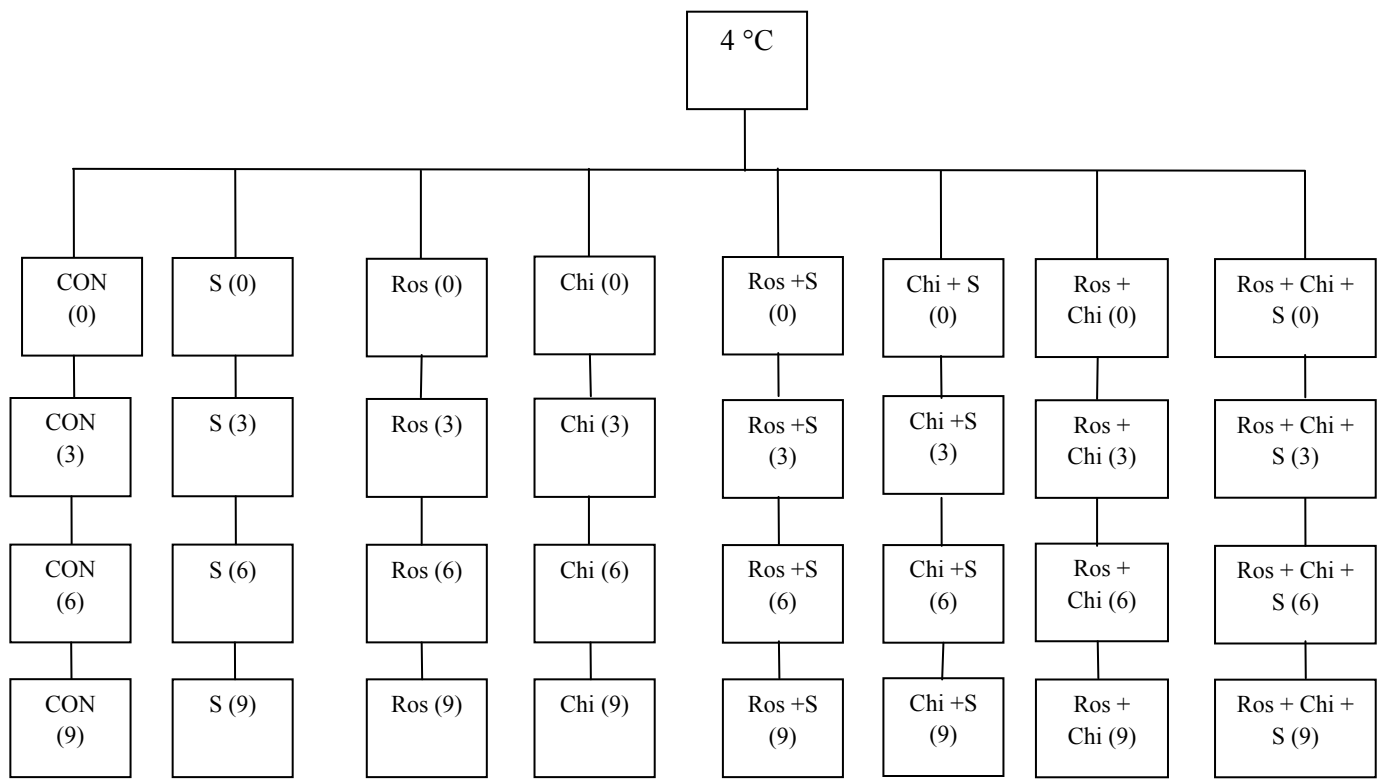 4 °C
CON
(0)
S (0)
Ros (0)
Chi (0)
Ros +S
(0)
Chi + S
(0)
Ros +
Chi (0)
Ros + Chi +
S (0)
CON
(3)
S (3)
Ros (3)
Chi (3)
Ros +S
(3)
Chi +S
(3)
Ros +
Chi (3)
Ros + Chi +
S (3)
CON
(6)
S (6)
Ros (6)
Chi (6)
Ros +S
(6)
Chi +S
(6)
Ros +
Chi (6)
Ros + Chi +
S (6)
CON
(9)
S (9)
Ros (9)
Chi (9)
Ros +S
(9)
Chi +S
(9)
Ros +
Chi (9)
Ros + Chi +
S (9)